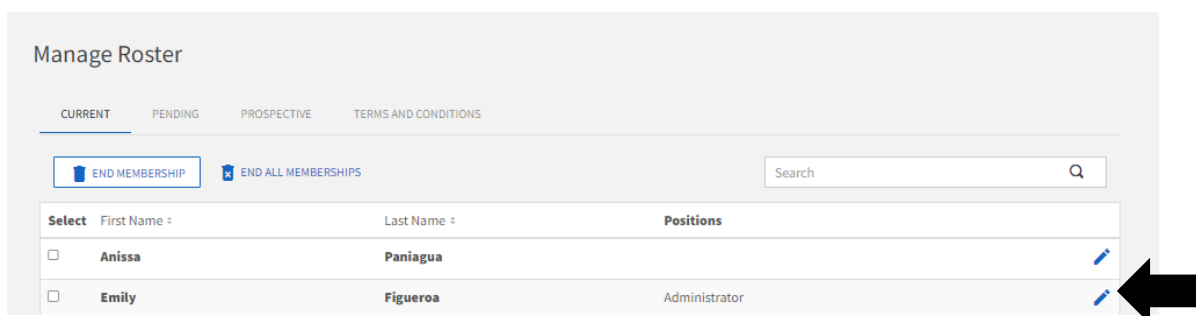 Manage Roster
CURRENT PENDING PROSPECTIVE TERMS AND CONDITIONS
END MEMBERSHIP END ALL MEMBERSHIPS Search
Select First Name Last Name Positions
Anissa Paniagua
Emily Figueroa Administrator